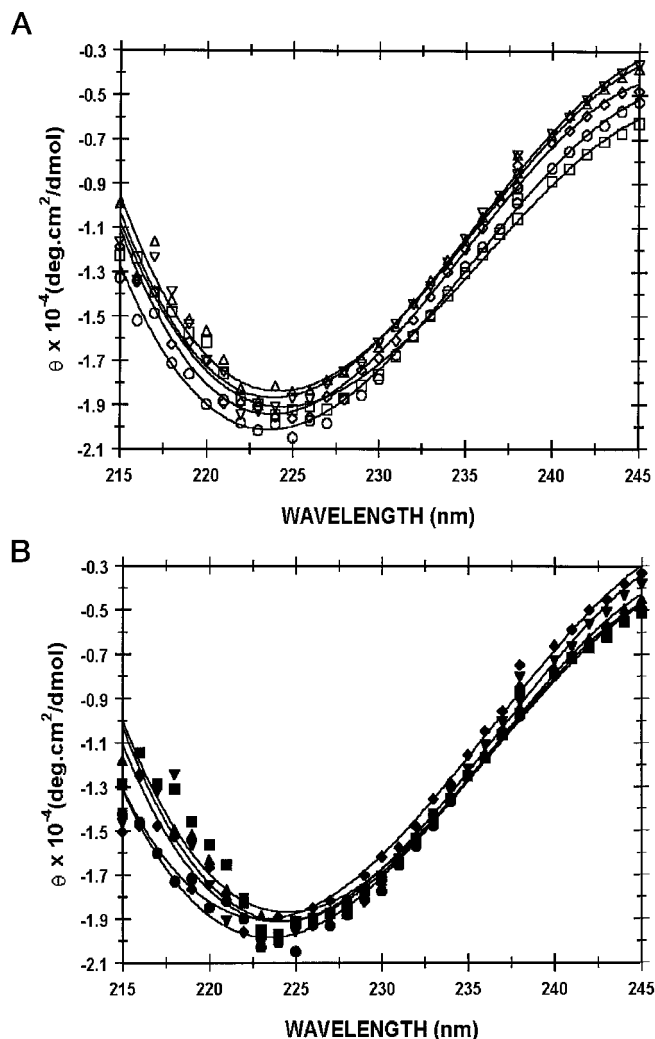 A
-0.3
-0.5
-0.7
-0.9
-1.1
-1.3
-1.5
-1.7
-1.9
-2.1
θ x 10⁻⁴(deg.cm²/dmol)
215 220 225 230 235 240 245
WAVELENGTH (nm)
B
-0.3
-0.5
-0.7
-0.9
-1.1
-1.3
-1.5
-1.7
-1.9
-2.1
θ x 10⁻⁴(deg.cm²/dmol)
215 220 225 230 235 240 245
WAVELENGTH (nm)